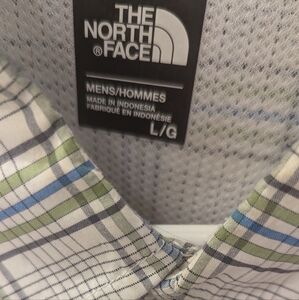 THE
NORTH
® FACE
MENS/HOMMES
MADE IN INDONESIA
FABRIQUÉ EN INDONÉSIE
L/G